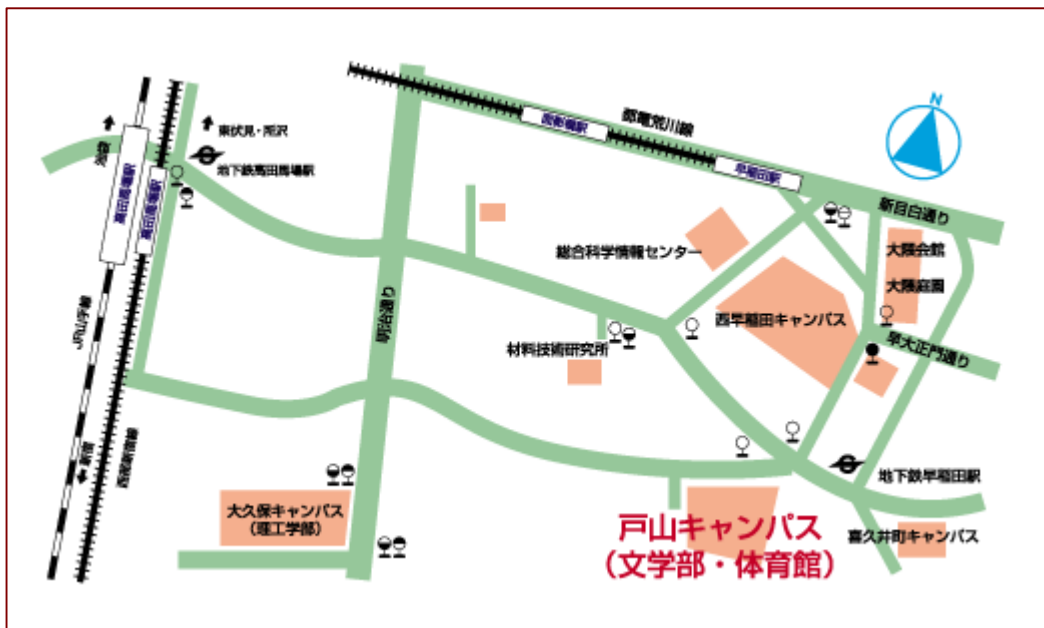 N
都電荒川線
面影橋駅
早稲田駅
新目白通り
池袋
東伏見・所沢
地下鉄高田馬場駅
高田馬場駅
高田馬場駅
総合科学情報センター
大隈会館
大隈庭園
西早稲田キャンパス
早大正門通り
明治通り
材料技術研究所
JR山手線
西武新宿線
新宿
地下鉄早稲田駅
大久保キャンパス
(理工学部)
戸山キャンパス
(文学部・体育館)
喜久井町キャンパス